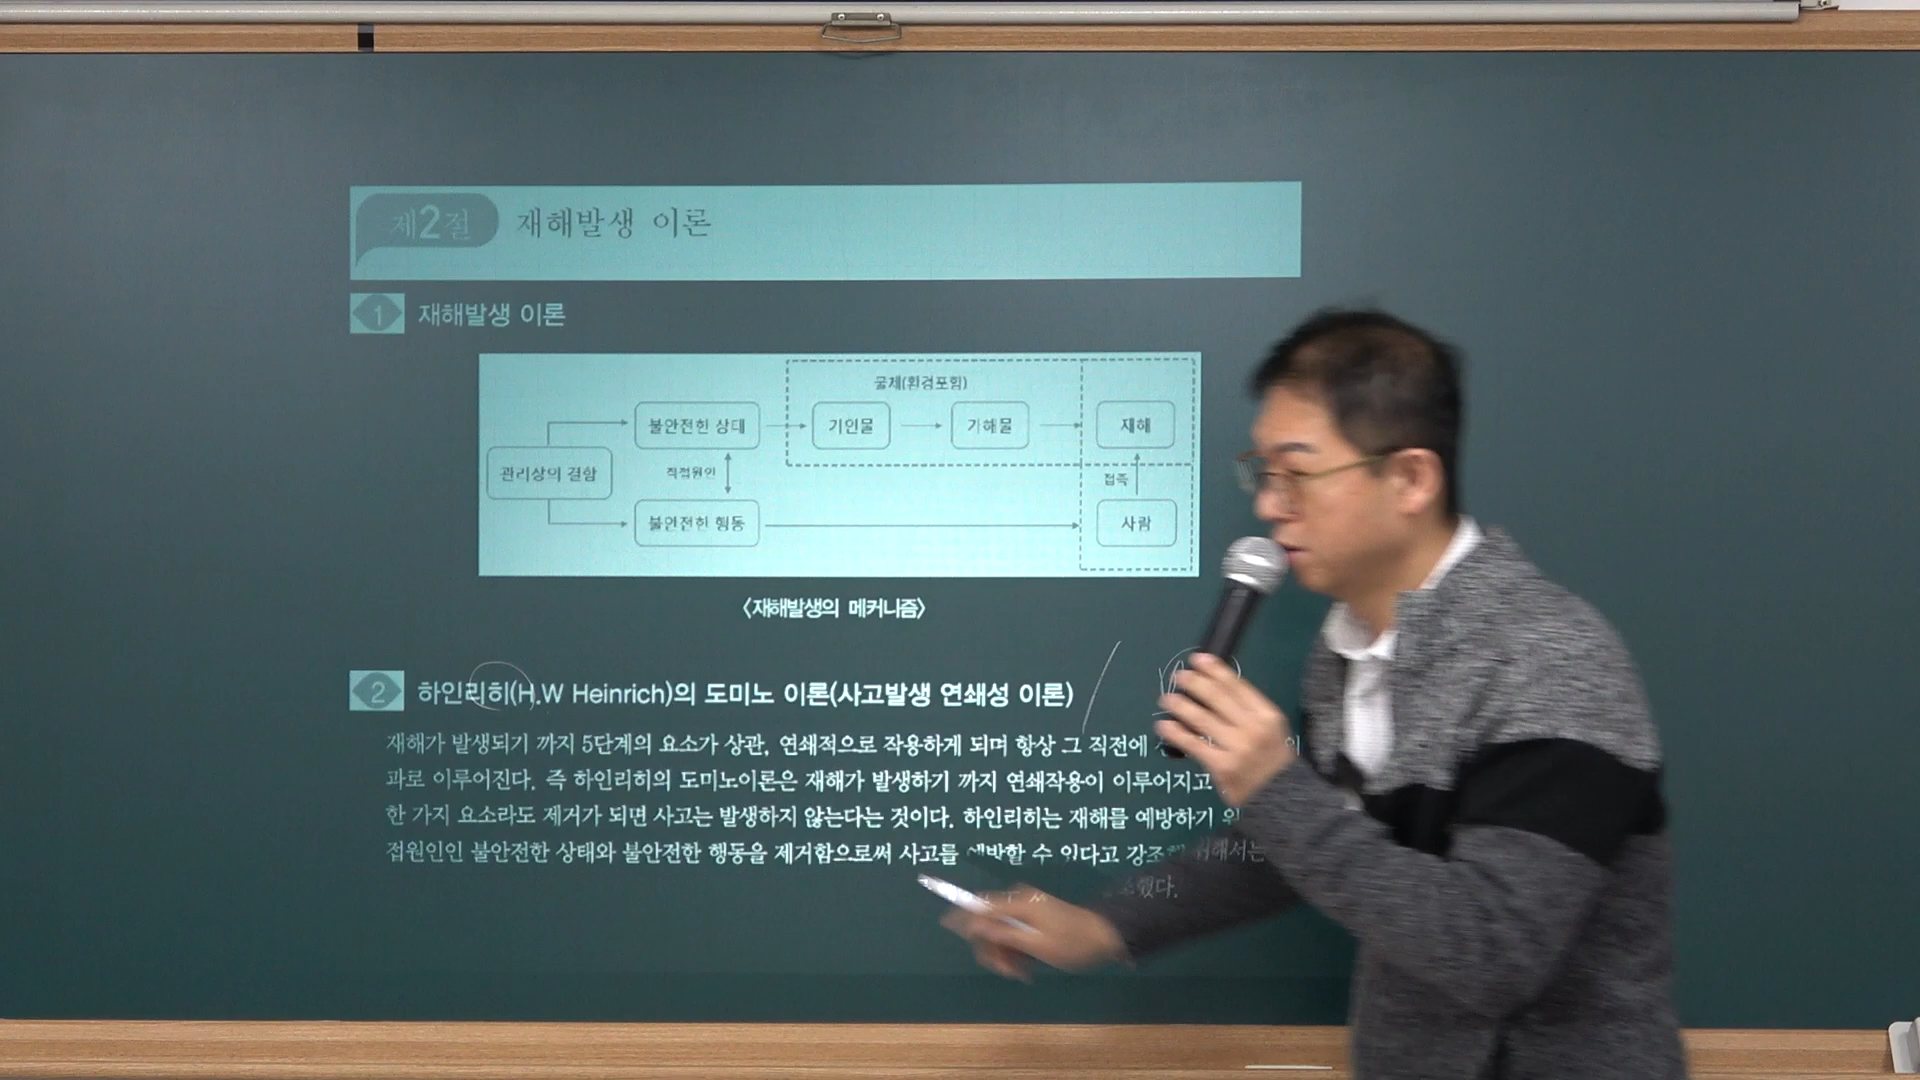 제2절 재해발생 이론
1 재해발생 이론
물체(환경포함)
불안전한 상태
기인물
가해물
재해
관리상의 결함
직접원인
접촉
불안전한 행동
사람
〈재해발생의 메커니즘〉
2 하인리히(H.W Heinrich)의 도미노 이론(사고발생 연쇄성 이론)
재해가 발생되기 까지 5단계의 요소가 상관, 연쇄적으로 작용하게 되며 항상 그 직전에
과로 이루어진다. 즉 하인리히의 도미노이론은 재해가 발생하기 까지 연쇄작용이 이루어지고
한 가지 요소라도 제거가 되면 사고는 발생하지 않는다는 것이다. 하인리히는 재해를 예방하기
접원인인 불안전한 상태와 불안전한 행동을 제거함으로써 사고를 예방할 수 있다고